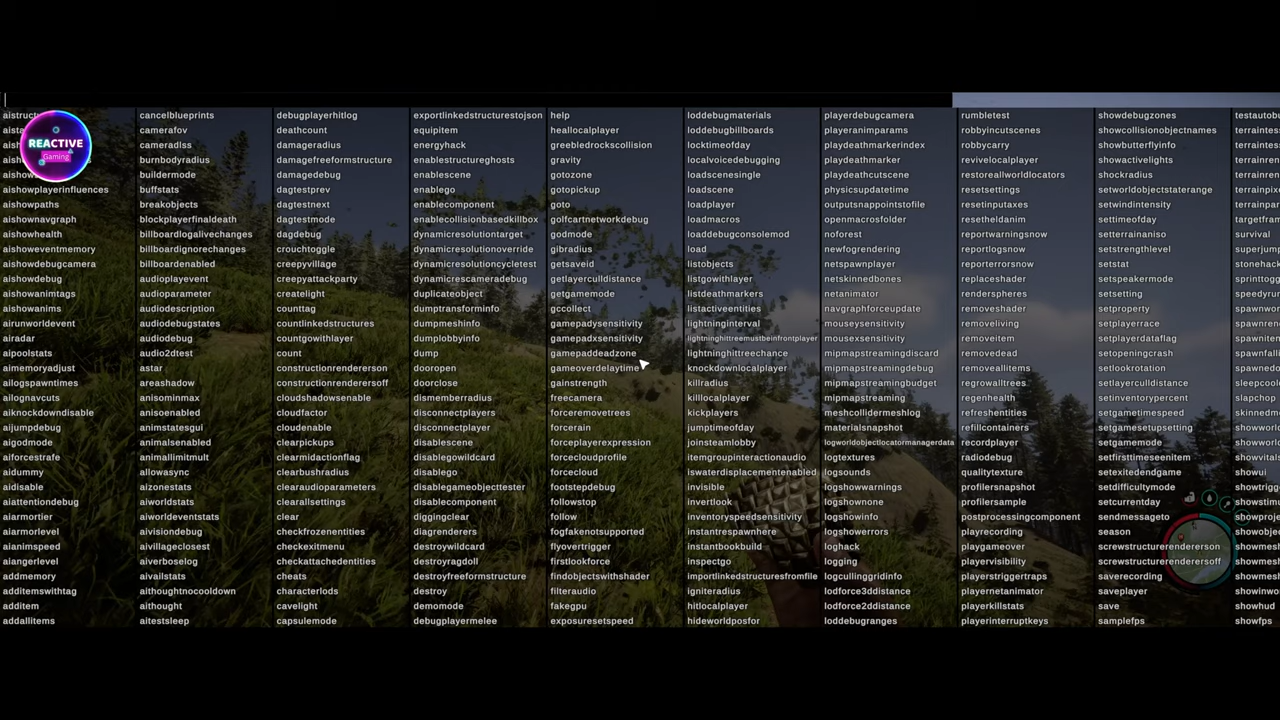 REACTIVE
Gaming
aishowplayerinfluences
aishowpaths
aishownavgraph
aishowhealth
aishoweventmemory
aishowdebugcamera
aishowdebug
aishowanimtags
aishowanims
airunworldevent
airadar
aipoolstats
aimemoryadjust
ailogspawntimes
ailognavcuts
aiknockdowndisable
aijumpdebug
aigodmode
aiforcestrafe
aidummy
aidisable
aiattentiondebug
aiarmortier
aiarmorlevel
aianimspeed
aiangerlevel
addmemory
additemswithtag
additem
addallitems
cancelblueprints
camerafov
cameradlss
burnbodyradius
buildermode
buffstats
breakobjects
blockplayerfinaldeath
billboardlogalivechanges
billboardignorechanges
billboardenabled
audioplayevent
audioparameter
audiodescription
audiodebugstates
audiodebug
audio2dtest
astar
areashadow
anisominmax
anisoenabled
animstatesgui
animalsenabled
animallimitmult
allowasync
aizonestats
aiworldstats
aiworldeventstats
aivisiondebug
aivillageclosest
aiverboselog
aivailstats
aithoughtnocooldown
aithought
aitestsleep
debugplayerhitlog
deathcount
damageradius
damagefreeformstructure
damagedebug
dagtestprev
dagtestnext
dagtestmode
dagdebug
crouchtoggle
creepyvillage
creepyattackparty
createlight
counttag
countlinkedstructures
countgowithlayer
count
constructionrendererson
constructionrenderersoff
cloudshadowsenable
cloudfactor
cloudenable
clearpickups
clearmidactionflag
clearbushradius
clearaudioparameters
clearallsettings
clear
checkfrozenentities
checkexitmenu
checkattachedentities
cheats
characterlods
cavelight
capsulemode
exportlinkedstructurestojson
equipitem
energyhack
enablestructureghosts
enablescene
enablego
enablecomponent
enablecollisionbasedkillbox
dynamicresolutiontarget
dynamicresolutionoverride
dynamicresolutioncycletest
dynamicrescameradebug
duplicateobject
dumptransforminfo
dumpmeshinfo
dumplobbyinfo
dump
dooropen
doorclose
dismemberradius
disconnectplayers
disconnectplayer
disablescene
disablegowildcard
disablego
disablegameobjecttester
disablecomponent
diggingclear
diagrenderers
destroywildcard
destroyragdoll
destroyfreeformstructure
destroy
demomode
debugplayermelee
help
heallocalplayer
greebledrockscollision
gravity
gotozone
gotopickup
goto
golfcartnetworkdebug
godmode
gibradius
getsaveid
getlayerculldistance
getgamemode
gccollect
gamepadysensitivity
gamepadxsensitivity
gamepaddeadzone
gameoverdelaytime
gainstrength
freecamera
forceremovetrees
forcerain
forceplayerexpression
forcecloudprofile
forcecloud
footstepdebug
followstop
follow
fogfakenotsupported
flyovertrigger
firstlookforce
findobjectswithshader
filteraudio
fakegpu
exposuresetspeed
loddebugmaterials
loddebugbillboards
locktimeofday
localvoicedebugging
loadscenesingle
loadscene
loadplayer
loadmacros
loaddebugconsolemod
load
listobjects
listgowithlayer
listdeathmarkers
listactiveentities
lightninginterval
lightninghittreemustbeinfrontplayer
lightninghittreechance
knockdownlocalplayer
killradius
killlocalplayer
kickplayers
jumptimeofday
joinsteamlobby
itemgroupinteractionaudio
iswaterdisplacementenabled
invisible
invertlook
inventoryspeedsensitivity
instantrespawnhere
instantbookbuild
inspectgo
importlinkedstructuresfromfile
igniteradius
hitlocalplayer
hideworldposfor
playerdebugcamera
playeranimparams
playdeathmarkerindex
playdeathmarker
playdeathcutscene
physicsupdatetime
outputsnappointstofile
openmacrosfolder
noforest
newfogrendering
netspawnplayer
netskinnedbones
netanimator
navgraphforceupdate
mouseysensitivity
mousexsensitivity
mipmapstreamingdiscard
mipmapstreamingdebug
mipmapstreamingbudget
mipmapstreaming
meshcollidermeshlog
materialsnapshot
logworldobjectlocatormanagerdata
logtextures
logsounds
logshowwarnings
logshownone
logshowinfo
logshowerrors
loghack
logging
logcullinggridinfo
lodforce3ddistance
lodforce2ddistance
loddebugranges
rumbletest
robbyincutscenes
robbycarry
revivelocalplayer
restoreallworldlocators
resetsettings
resetinputaxes
resetheldanim
reportwarningsnow
reportlogsnow
reporterrorsnow
replaceshader
renderspheres
removeshader
removeliving
removeitem
removedead
removeallitems
regrowalltrees
regenhealth
refreshentities
refillcontainers
recordplayer
radiodebug
qualitytexture
profilersnapshot
profilersample
postprocessingcomponent
playrecording
playgameover
playervisibility
playerstriggertraps
playernetanimator
playerkillstats
playerinterruptkeys
showdebugzones
showcollisionobjectnames
showbutterflyinfo
showactivelights
shockradius
setworldobjectstaterange
setwindintensity
settimeofday
setterrainaniso
setstrengthlevel
setstat
setspeakermode
setsetting
setproperty
setplayerrace
setplayerdataflag
setopeningcrash
setlookrotation
setlayerculldistance
setinventorypercent
setgametimespeed
setgamesetupsetting
setgamemode
setfirsttimeseenitem
setexitedendgame
setdifficultymode
setcurrentday
sendmessageto
season
screwstructurerendererson
screwstructurerenderersoff
saverecording
saveplayer
save
samplefps
survival
showui
showhud
showfps